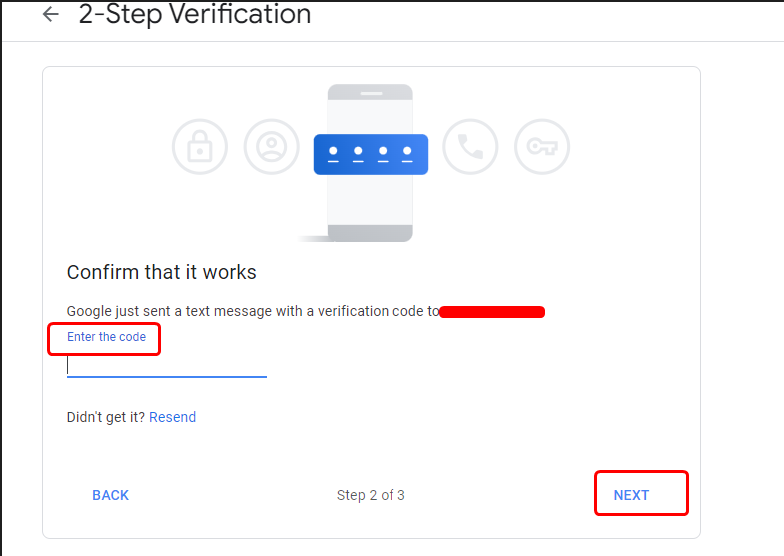 2-Step Verification
Confirm that it works
Google just sent a text message with a verification code to
Enter the code
Didn't get it? Resend
BACK
Step 2 of 3
NEXT